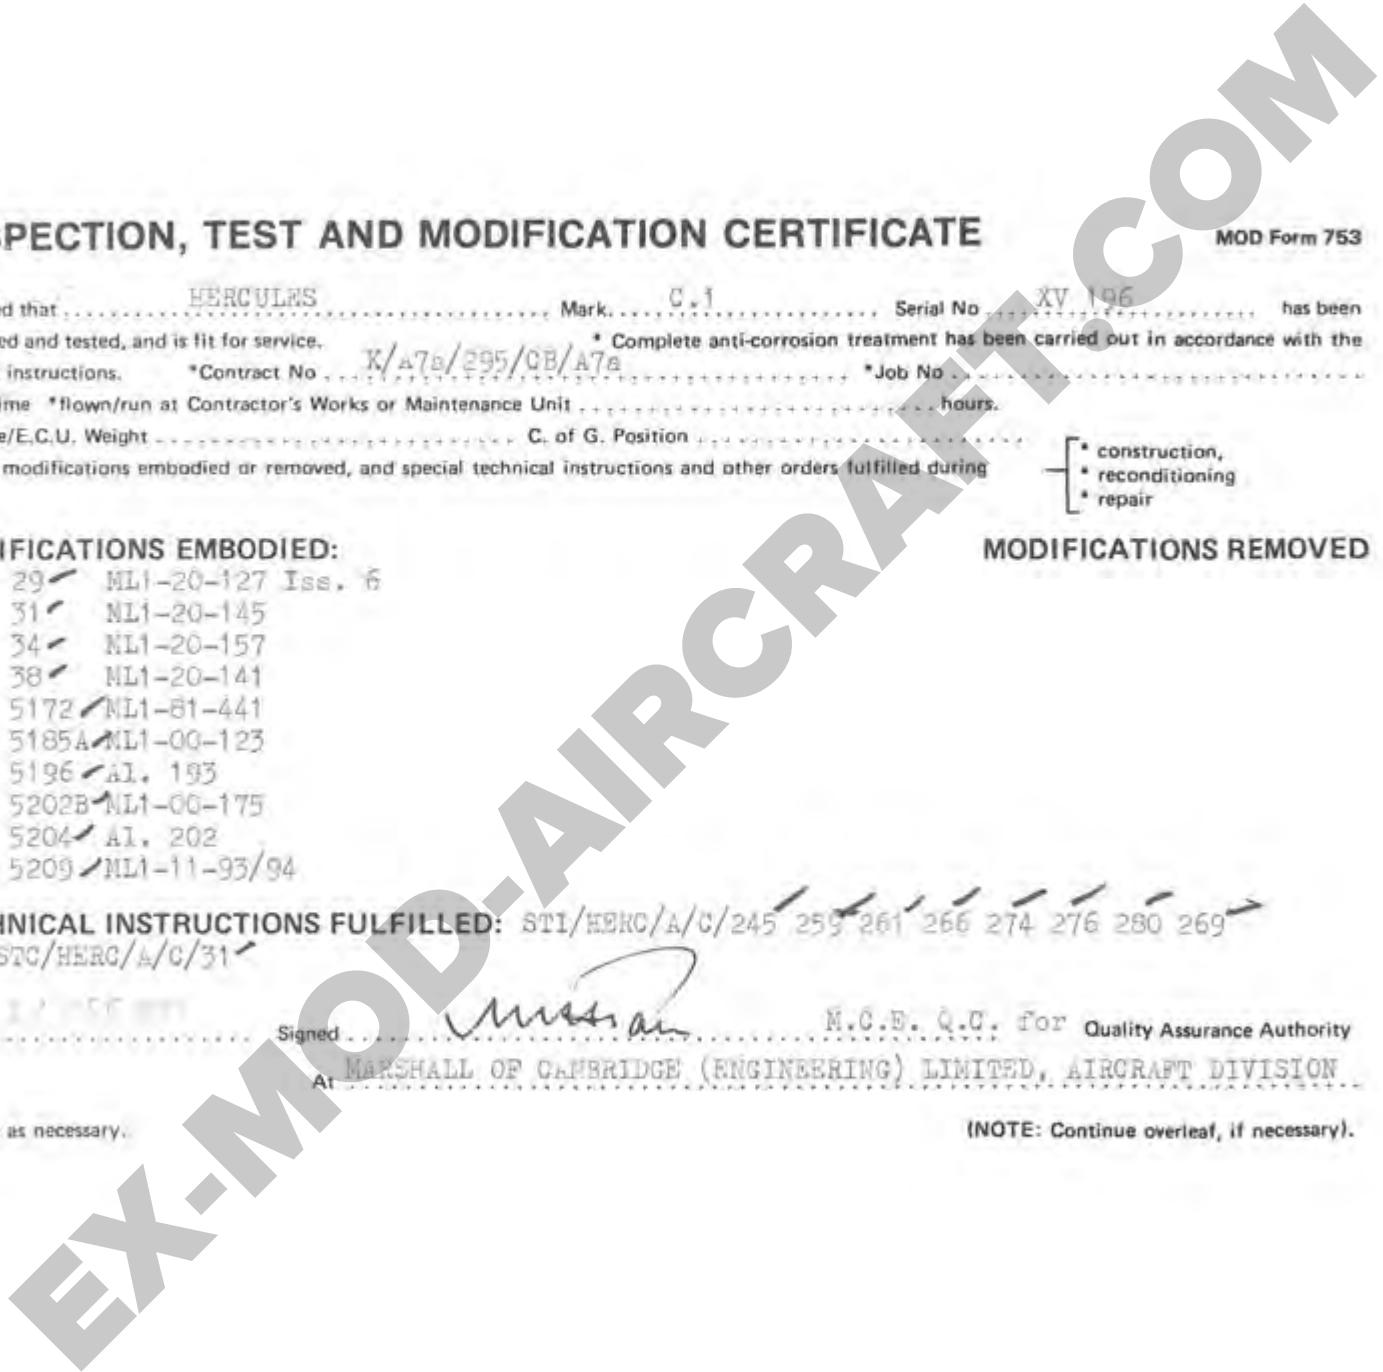 SPECTION, TEST AND MODIFICATION CERTIFICATE MOD Form 753
ed that HERCULES Mark C.1 Serial No XV 196 has been
ed and tested, and is fit for service. * Complete anti-corrosion treatment has been carried out in accordance with the
instructions. *Contract No K/A7a/295/CB/A7a *Job No
ime *flown/run at Contractor's Works or Maintenance Unit hours.
e/E.C.U. Weight C. of G. Position
modifications embodied or removed, and special technical instructions and other orders fulfilled during
* construction,
* reconditioning
* repair
IFICATIONS EMBODIED: MODIFICATIONS REMOVED
29 ML1-20-127 Iss. 6
31 ML1-20-145
34 ML1-20-157
38 ML1-20-141
5172 ML1-81-441
5185A ML1-00-123
5196 Al. 193
5202B ML1-00-175
5204 Al. 202
5209 ML1-11-93/94
HNICAL INSTRUCTIONS FULFILLED: STI/HERC/A/C/245 259 261 266 274 276 280 269
STC/HERC/A/C/31
Signed M.C.E. Q.C. for Quality Assurance Authority
At MARSHALL OF CAMBRIDGE (ENGINEERING) LIMITED, AIRCRAFT DIVISION
as necessary. (NOTE: Continue overleaf, if necessary).
EX-MOD-AIRCRAFT.COM